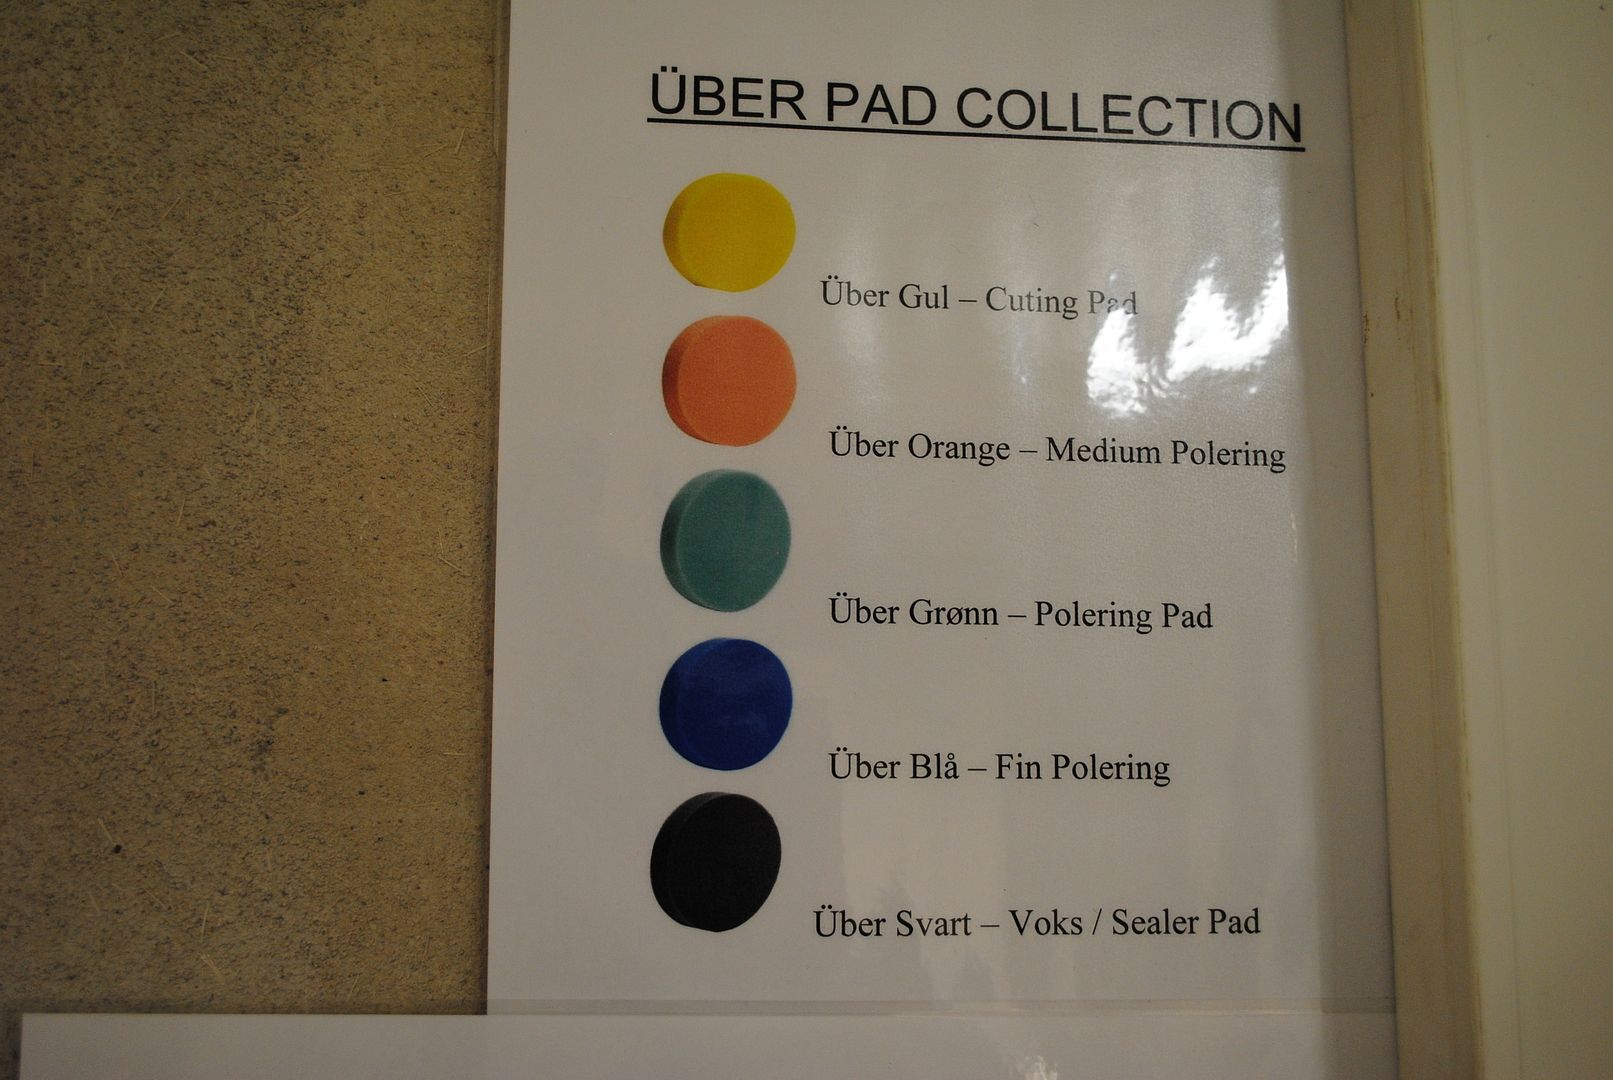 ÜBER PAD COLLECTION
Über Gul – Cuting Pad
Über Orange – Medium Polering
Über Grønn – Polering Pad
Über Blå – Fin Polering
Über Svart – Voks / Sealer Pad